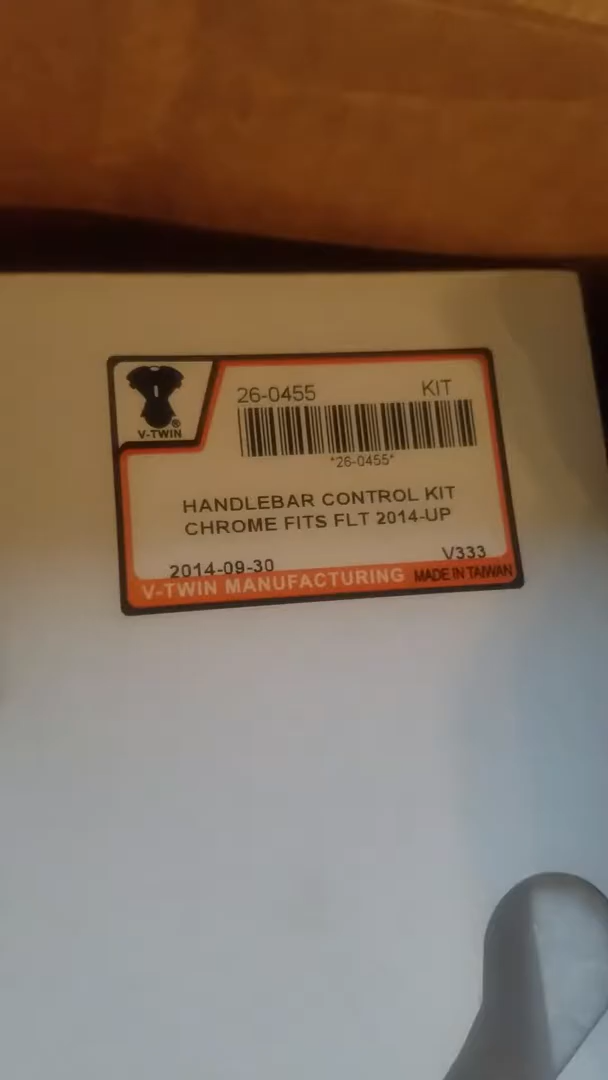 26-0455 KIT
*26-0455*
V-TWIN ®
HANDLEBAR CONTROL KIT
CHROME FITS FLT 2014-UP
2014-09-30 V333
V-TWIN MANUFACTURING MADE IN TAIWAN